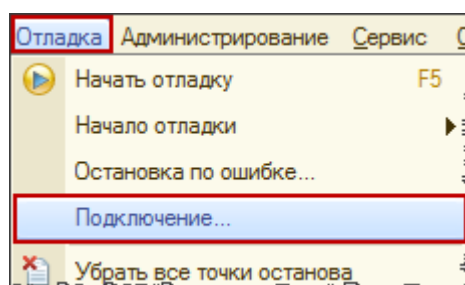 Отладка Администрирование Сервис
Начать отладку F5
Начало отладки
Остановка по ошибке...
Подключение...
Убрать все точки останова